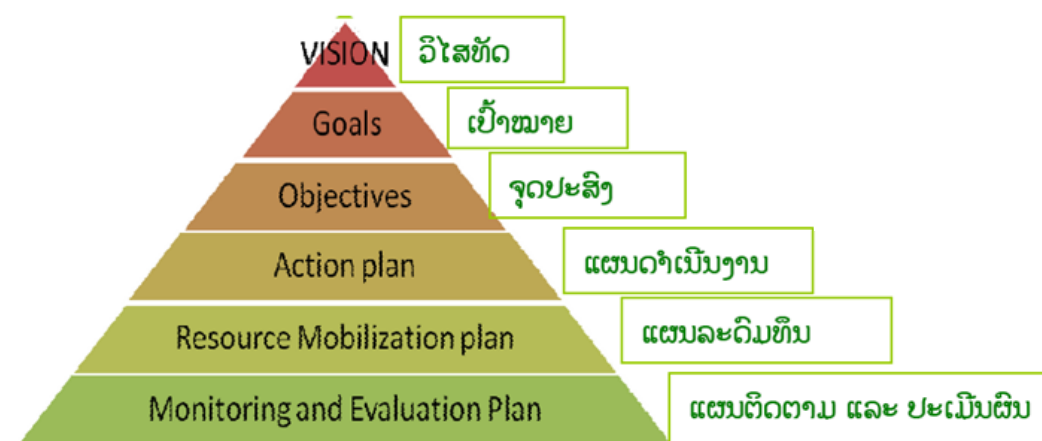 VISION ວິໄສທັດ
Goals ເປົ້າໝາຍ
Objectives ຈຸດປະສົງ
Action plan ແຜນດຳເນີນງານ
Resource Mobilization plan ແຜນລະດົມທຶນ
Monitoring and Evaluation Plan ແຜນຕິດຕາມ ແລະ ປະເມີນຜົນ